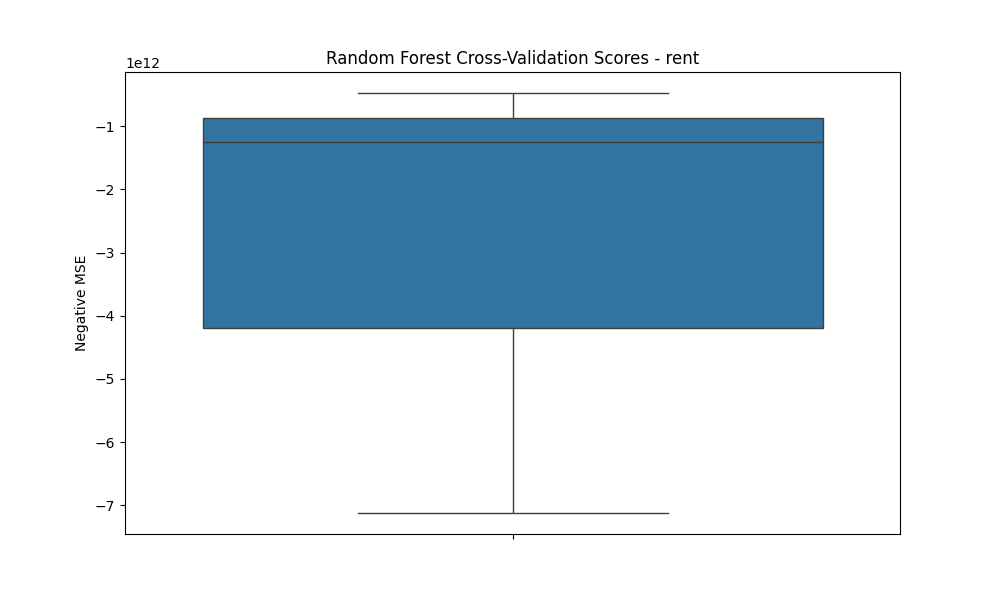 Random Forest Cross-Validation Scores - rent
1e12
−1
−2
−3
−4
−5
−6
−7
Negative MSE